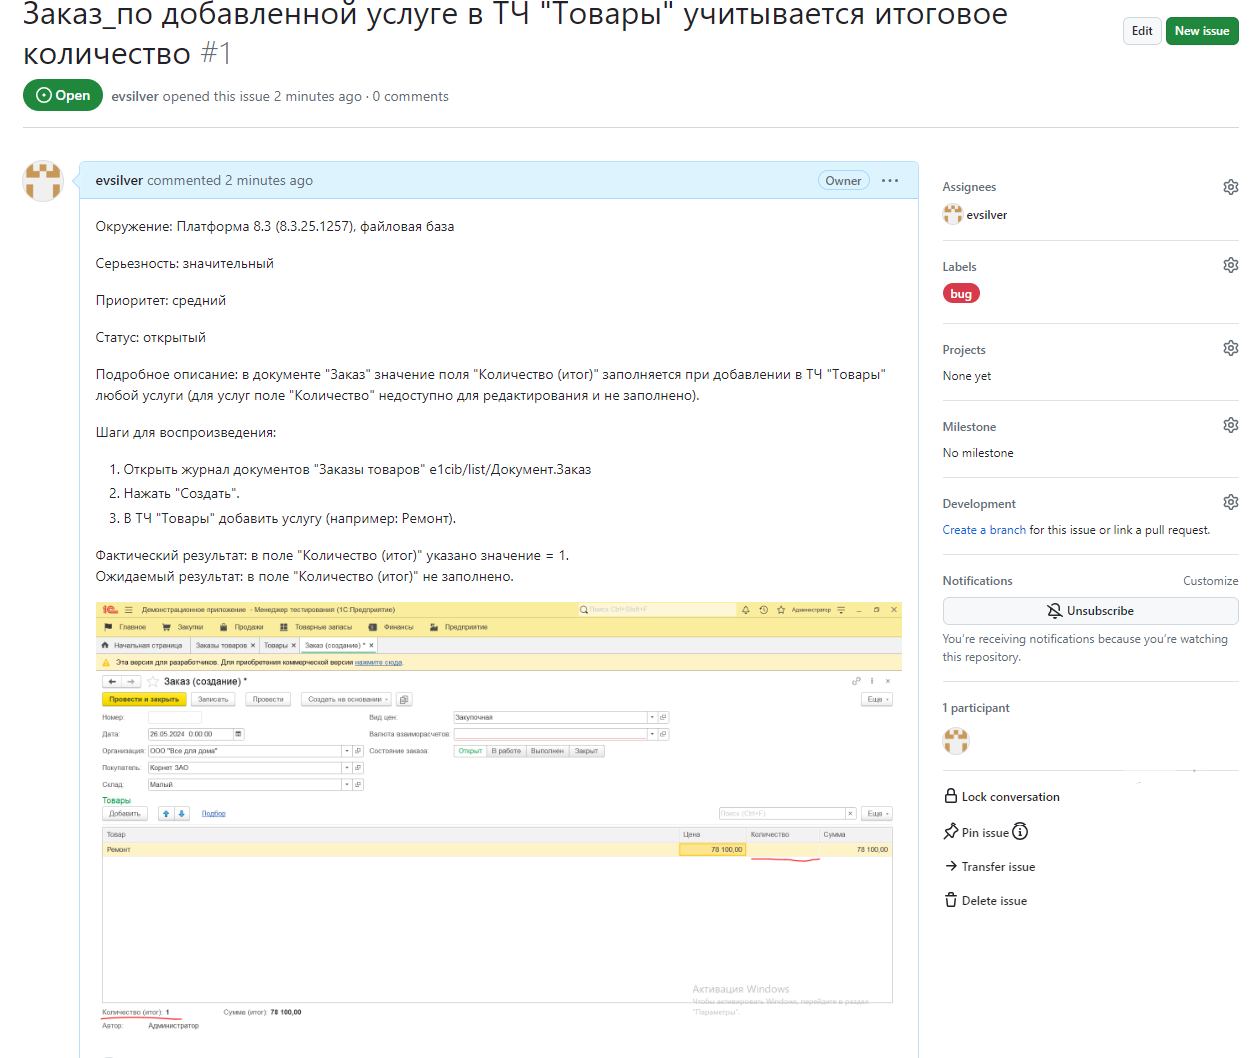 Заказ_по добавленной услуге в ТЧ "Товары" учитывается итоговое
количество #1
Edit
New issue
Open
evsilver opened this issue 2 minutes ago · 0 comments
evsilver commented 2 minutes ago
Owner
Окружение: Платформа 8.3 (8.3.25.1257), файловая база
Серьезность: значительный
Приоритет: средний
Статус: открытый
Подробное описание: в документе "Заказ" значение поля "Количество (итог)" заполняется при добавлении в ТЧ "Товары"
любой услуги (для услуг поле "Количество" недоступно для редактирования и не заполнено).
Шаги для воспроизведения:
1. Открыть журнал документов "Заказы товаров" e1cib/list/Документ.Заказ
2. Нажать "Создать".
3. В ТЧ "Товары" добавить услугу (например: Ремонт).
Фактический результат: в поле "Количество (итог)" указано значение = 1.
Ожидаемый результат: в поле "Количество (итог)" не заполнено.
Демонстрационное приложение - Менеджер тестирования (1С:Предприятие)
Поиск Ctrl+Shift+F
Администратор
Главное
Закупки
Продажи
Товарные запасы
Финансы
Предприятие
Начальная страница
Заказы товаров ×
Товары ×
Заказ (создание) * ×
Эта версия для разработчиков. Для приобретения коммерческой версии нажмите сюда.
Заказ (создание) *
Провести и закрыть
Записать
Провести
Создать на основании
Еще
Номер:
Вид цен:
Закупочная
Дата:
26.05.2024 0:00:00
Валюта взаиморасчетов:
Организация:
ООО "Все для дома"
Состояние заказа:
Открыт
В работе
Выполнен
Закрыт
Покупатель:
Корнет ЗАО
Склад:
Малый
Товары
Добавить
Подбор
Поиск (Ctrl+F)
Еще
Товар
Цена
Количество
Сумма
Ремонт
78 100,00
78 100,00
Активация Windows
Чтобы активировать Windows, перейдите в раздел
"Параметры".
Количество (итог): 1
Сумма (итог): 78 100,00
Автор:
Администратор
Assignees
evsilver
Labels
bug
Projects
None yet
Milestone
No milestone
Development
Create a branch for this issue or link a pull request.
Notifications
Customize
Unsubscribe
You're receiving notifications because you're watching
this repository.
1 participant
Lock conversation
Pin issue
Transfer issue
Delete issue